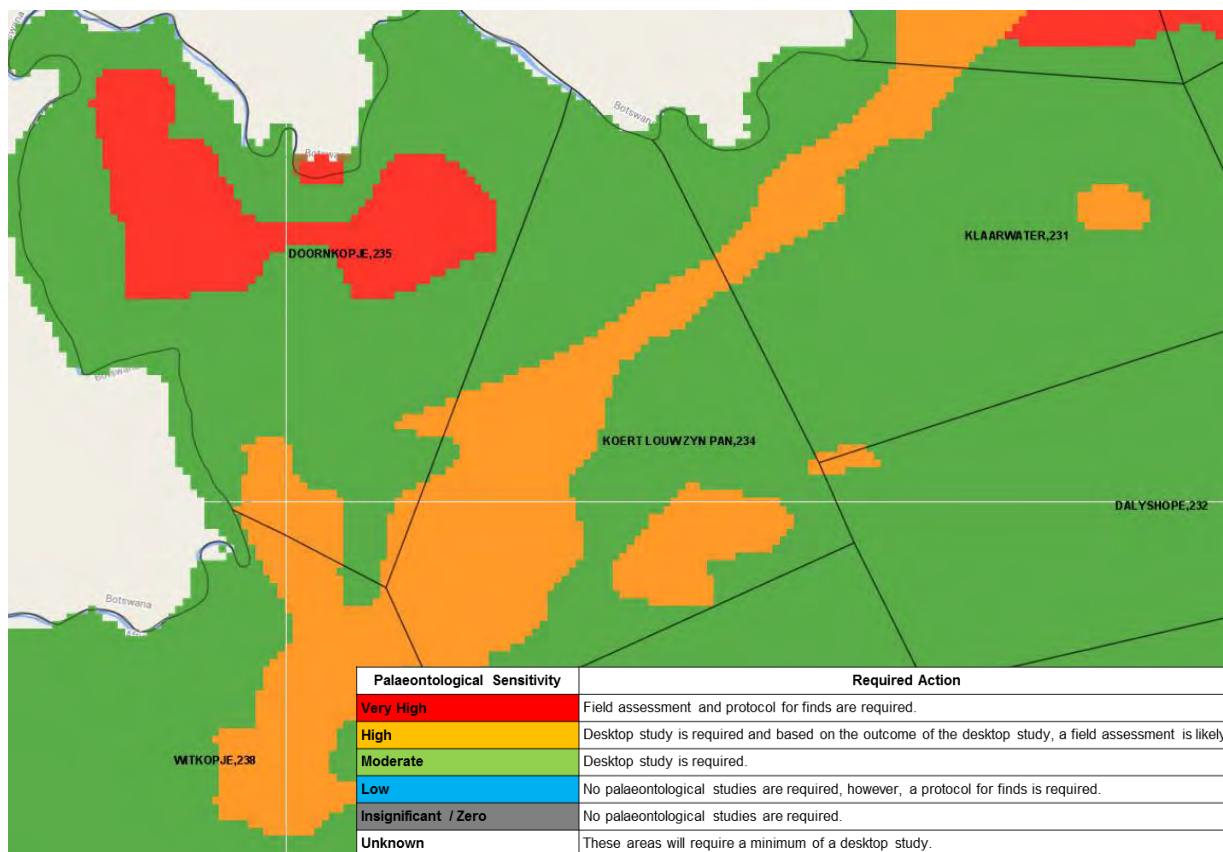 Botswana
DOORNKOPJE,235
KLAARWATER,231
Botswana
KOERT LOUWZYN PAN,234
DALYSHOPE,232
Botswana
WITKOPJE,238
Palaeontological Sensitivity Required Action
Very High Field assessment and protocol for finds are required.
High Desktop study is required and based on the outcome of the desktop study, a field assessment is likely
Moderate Desktop study is required.
Low No palaeontological studies are required, however, a protocol for finds is required.
Insignificant / Zero No palaeontological studies are required.
Unknown These areas will require a minimum of a desktop study.